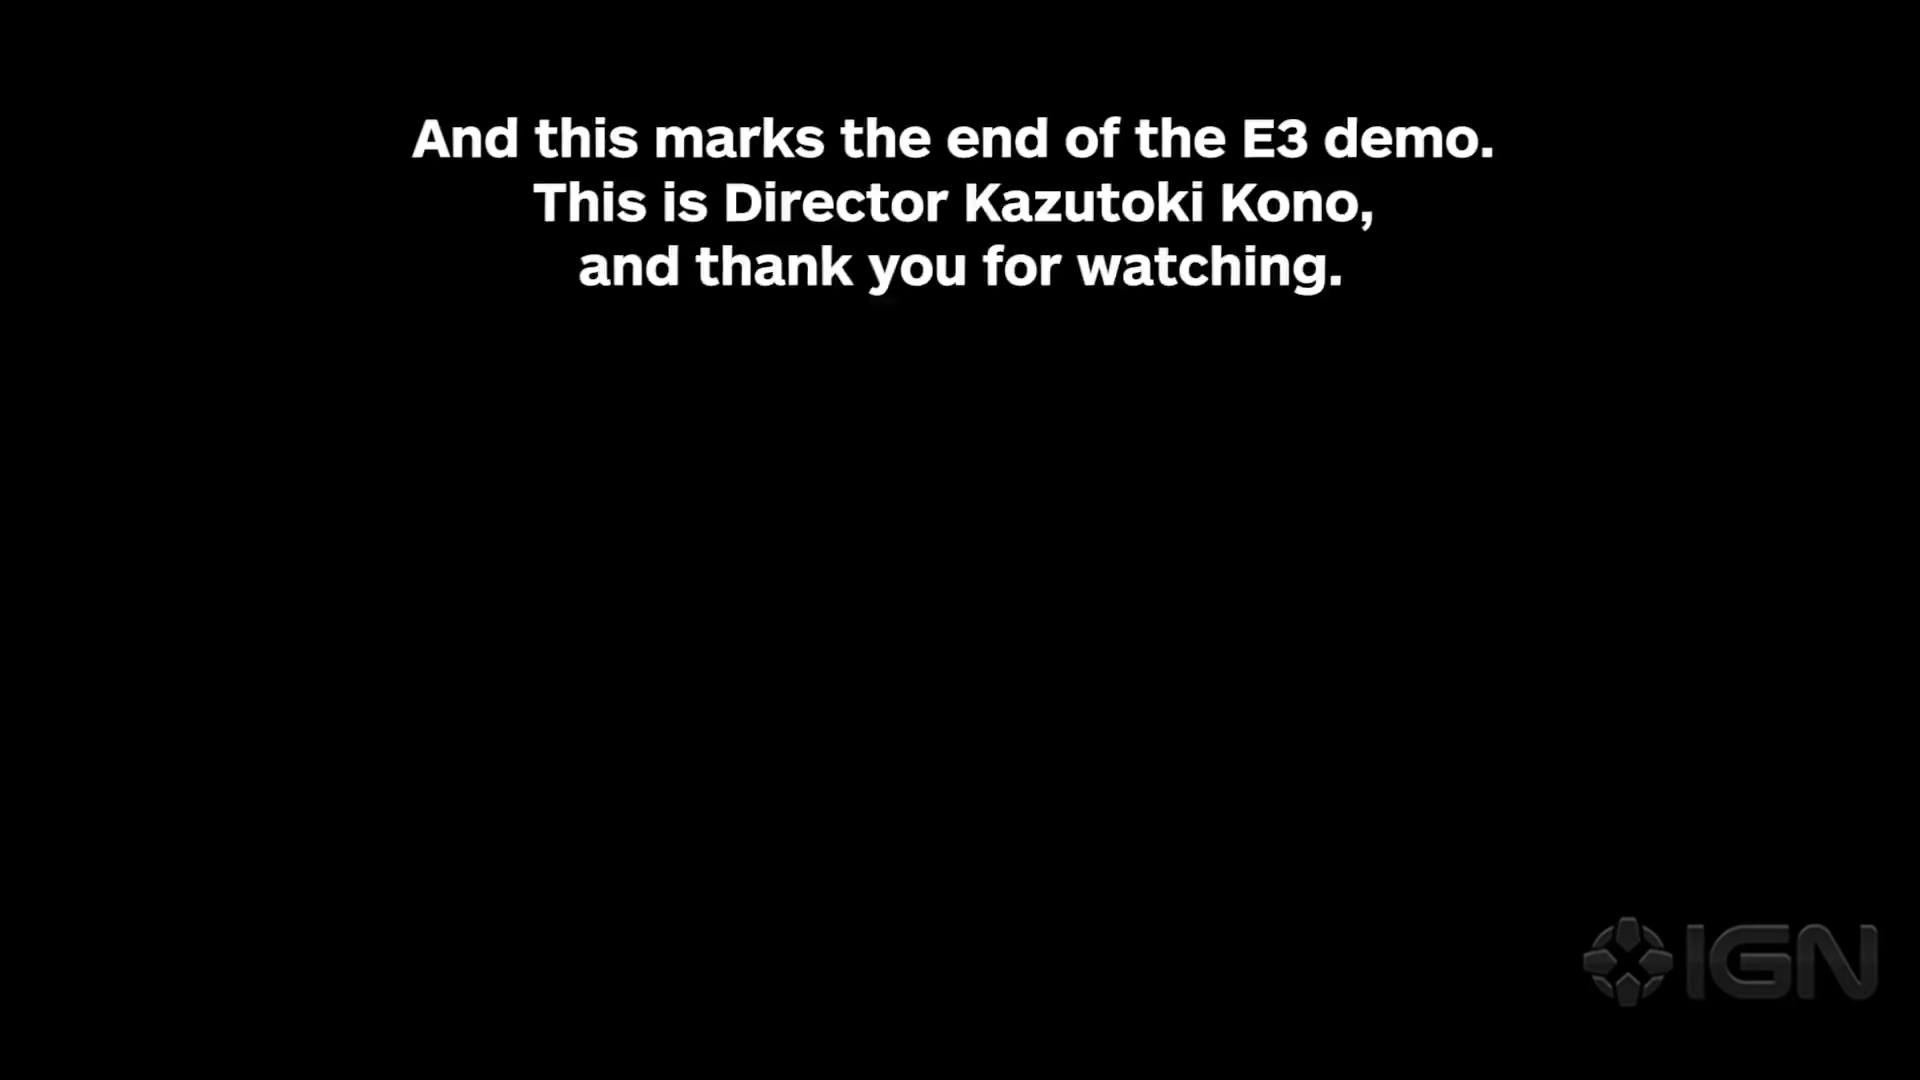 And this marks the end of the E3 demo.
This is Director Kazutoki Kono,
and thank you for watching.
IGN